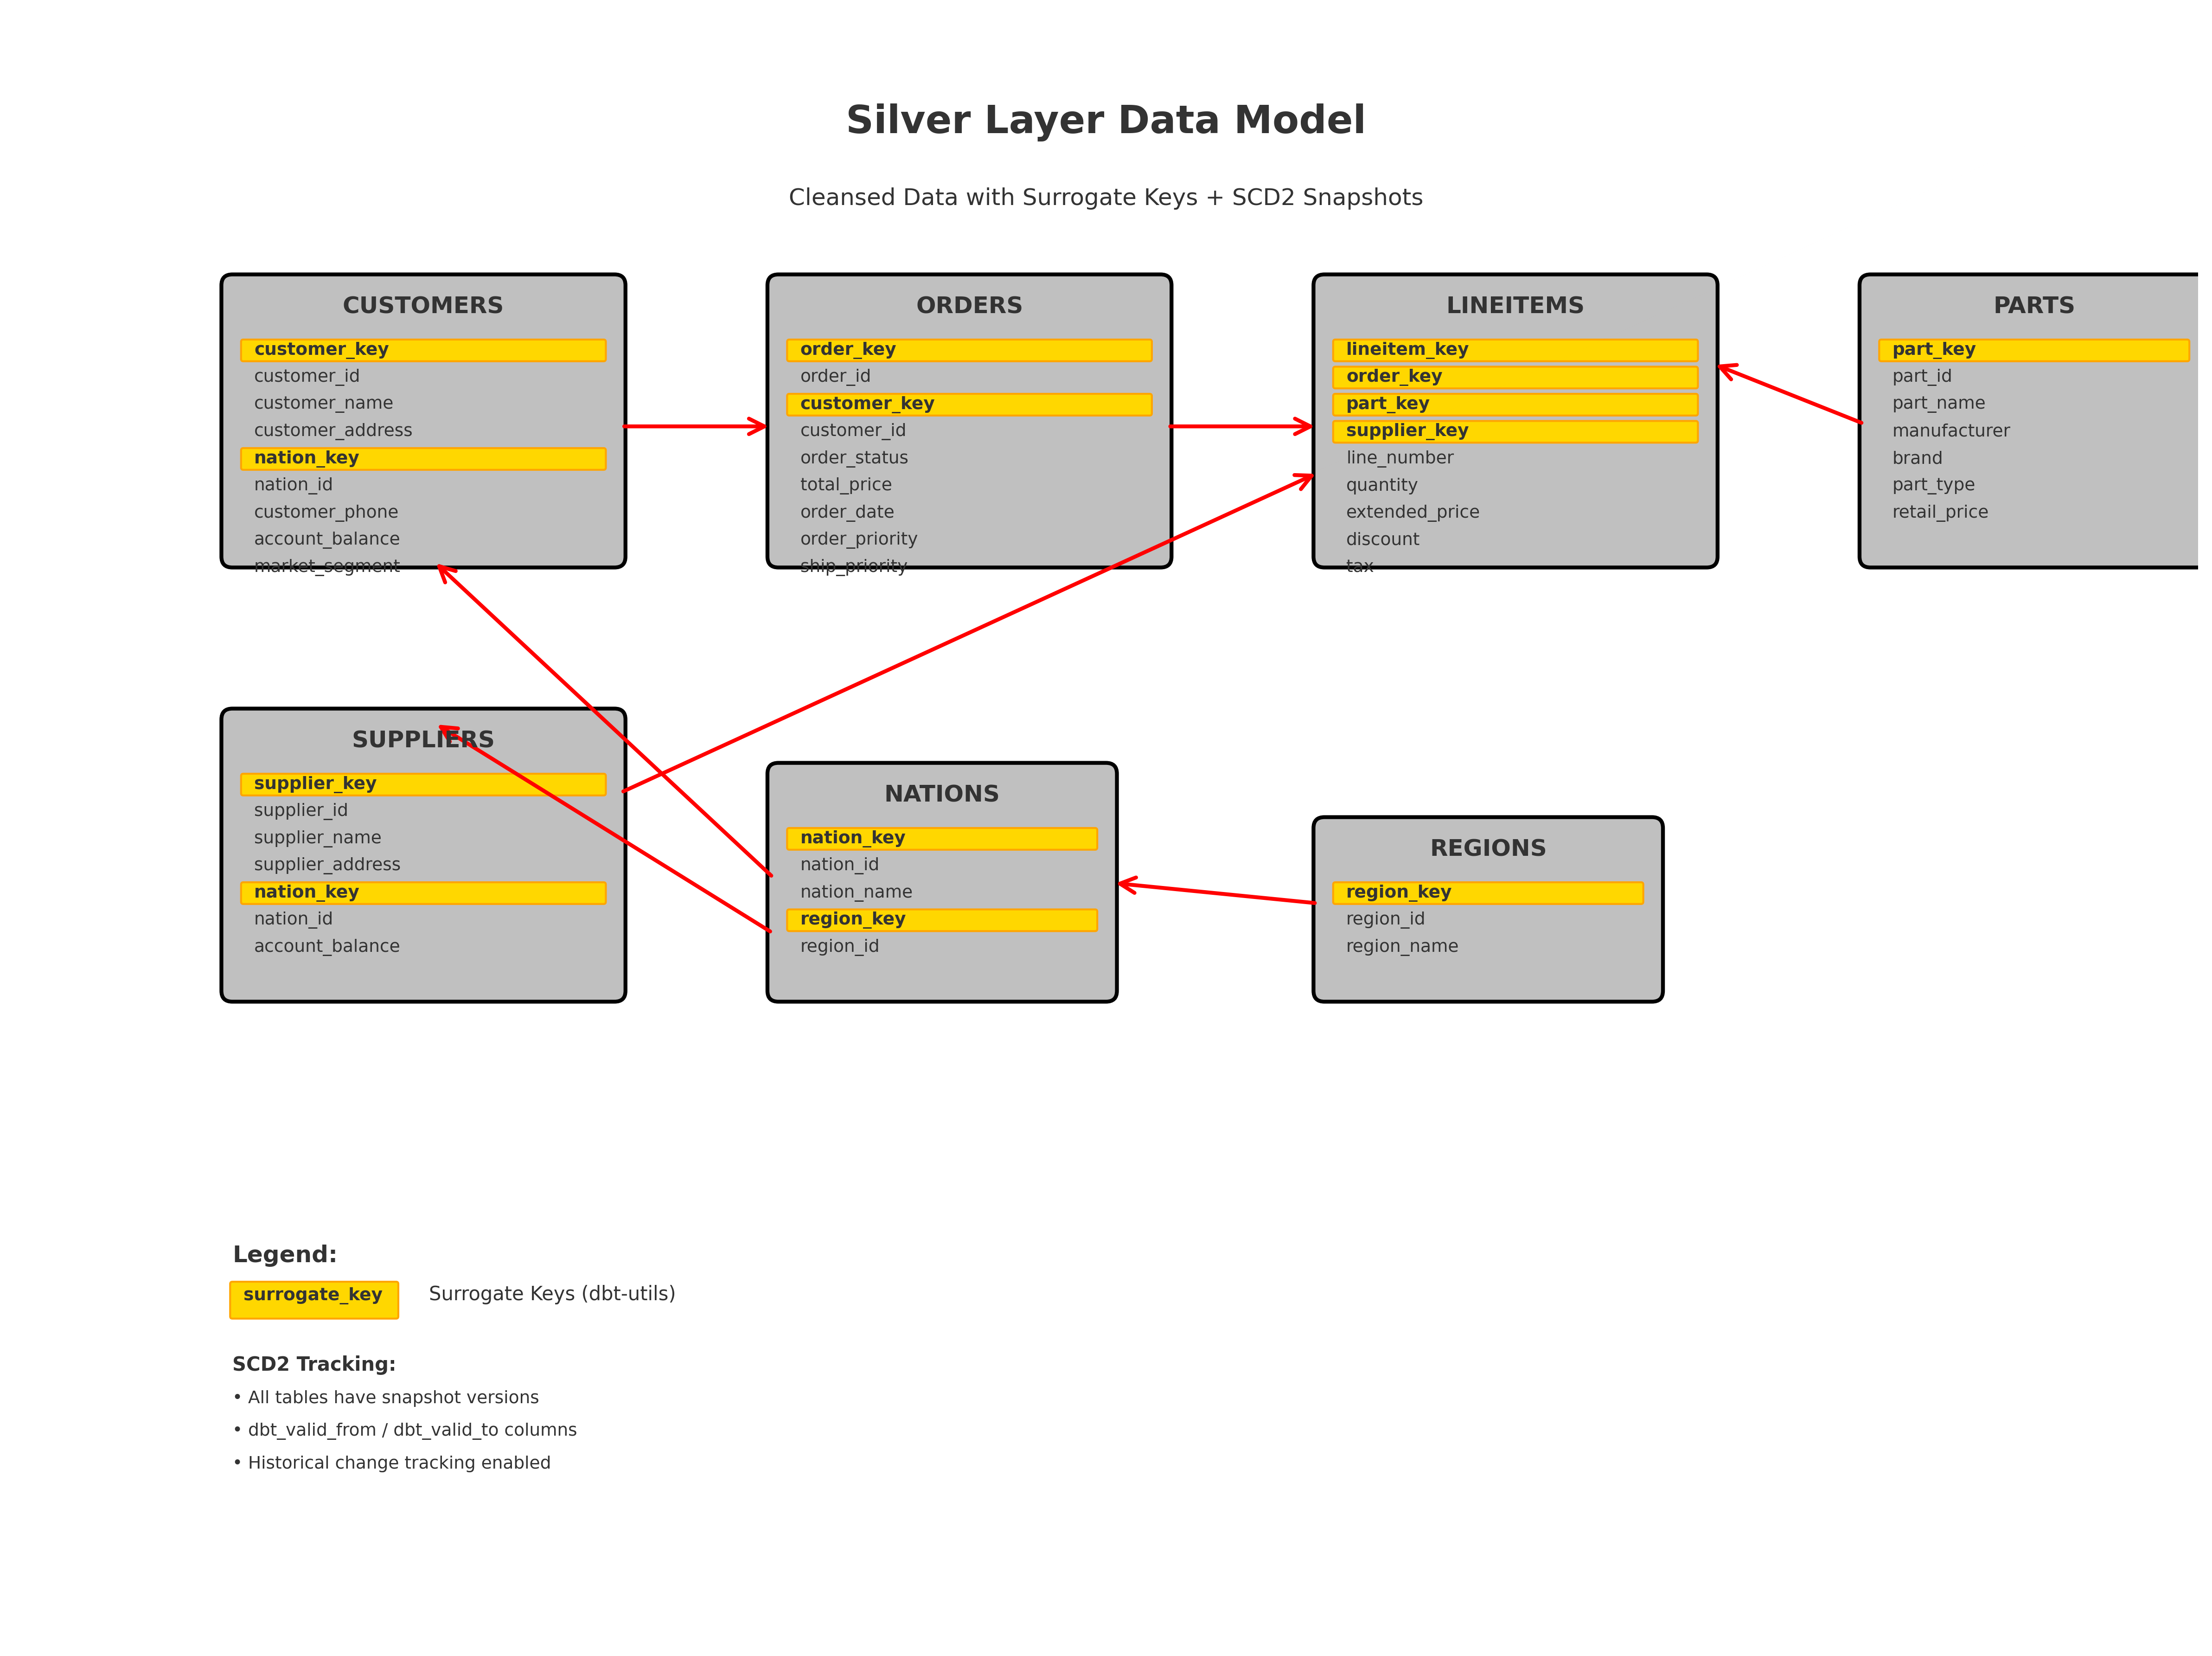 Silver Layer Data Model
Cleansed Data with Surrogate Keys + SCD2 Snapshots
CUSTOMERS
customer_key
customer_id
customer_name
customer_address
nation_key
nation_id
customer_phone
account_balance
market_segment
ORDERS
order_key
order_id
customer_key
customer_id
order_status
total_price
order_date
order_priority
ship_priority
LINEITEMS
lineitem_key
order_key
part_key
supplier_key
line_number
quantity
extended_price
discount
tax
PARTS
part_key
part_id
part_name
manufacturer
brand
part_type
retail_price
SUPPLIERS
supplier_key
supplier_id
supplier_name
supplier_address
nation_key
nation_id
account_balance
NATIONS
nation_key
nation_id
nation_name
region_key
region_id
REGIONS
region_key
region_id
region_name
Legend:
surrogate_key Surrogate Keys (dbt-utils)
SCD2 Tracking:
• All tables have snapshot versions
• dbt_valid_from / dbt_valid_to columns
• Historical change tracking enabled